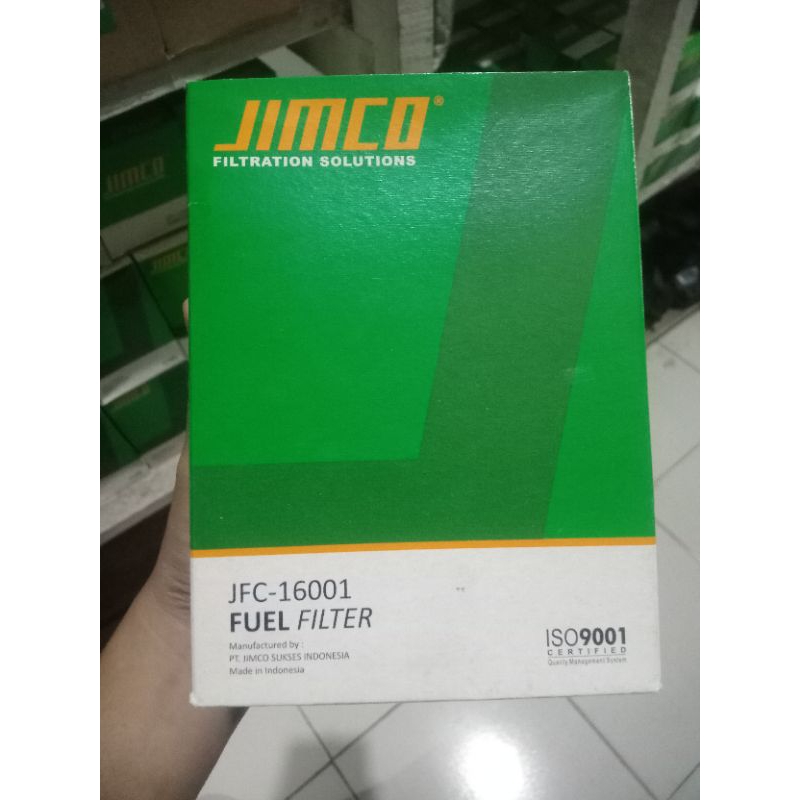 JIMCO®
FILTRATION SOLUTIONS
JIMCO
JFC-16001
FUEL FILTER
Manufactured by :
PT. JIMCO SUKSES INDONESIA
Made in Indonesia
ISO9001
CERTIFIED
Quality Management System